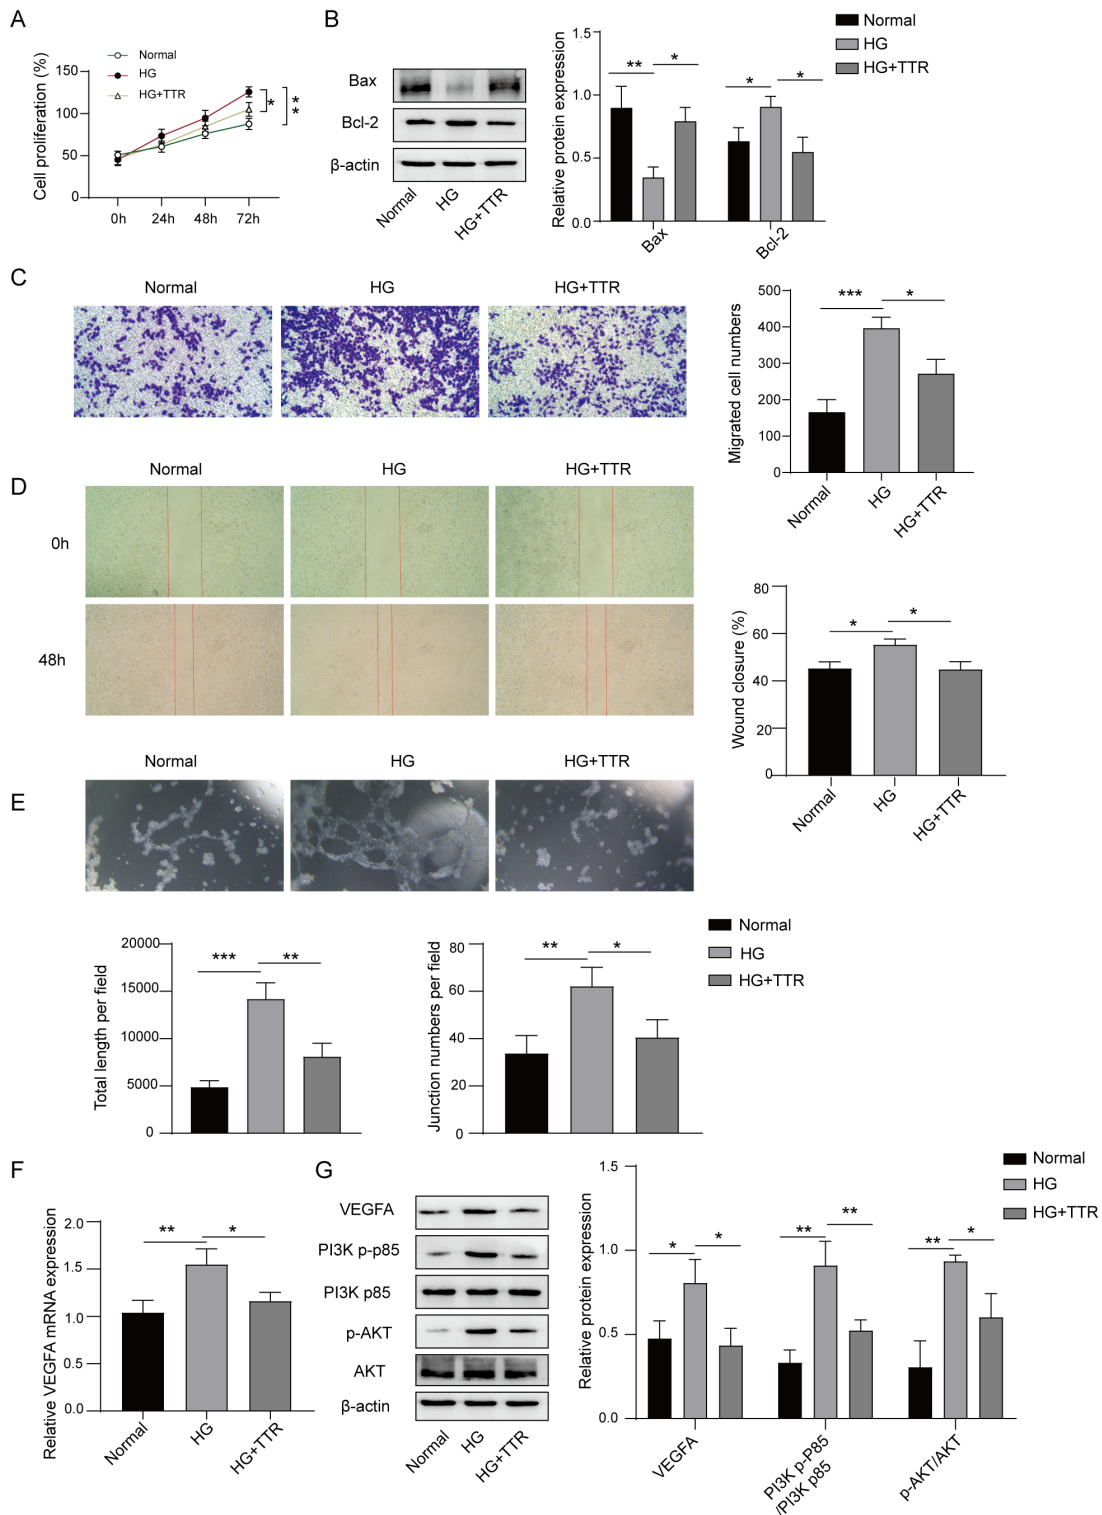 A
Normal
HG
HG+TTR
Cell proliferation (%)
150
100
50
0
0h 24h 48h 72h
*
**
B
Bax
Bcl-2
β-actin
Normal HG HG+TTR
Relative protein expression
1.5
1.0
0.5
0.0
** * * *
Bax Bcl-2
Normal
HG
HG+TTR
C
Normal HG HG+TTR
Migrated cell numbers
500
400
300
200
100
0
*** *
Normal HG HG+TTR
D
Normal HG HG+TTR
0h
48h
Wound closure (%)
80
60
40
20
0
* *
Normal HG HG+TTR
E
Normal HG HG+TTR
Total length per field
20000
15000
10000
5000
0
*** **
Junction numbers per field
80
60
40
20
0
** *
Normal
HG
HG+TTR
F
Relative VEGFA mRNA expression
2.0
1.5
1.0
0.5
0.0
** *
Normal HG HG+TTR
G
VEGFA
PI3K p-p85
PI3K p85
p-AKT
AKT
β-actin
Normal HG HG+TTR
Relative protein expression
1.5
1.0
0.5
0.0
* * ** ** ** *
VEGFA
PI3K p-P85
/PI3K p85
p-AKT/AKT
Normal
HG
HG+TTR